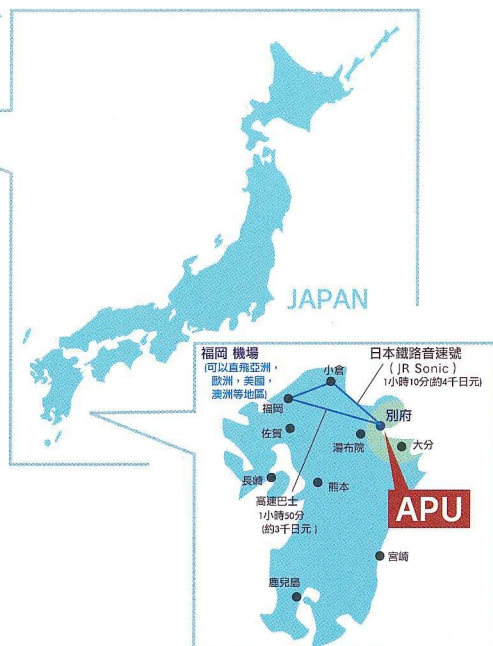 JAPAN
福岡 機場
(可以直飛亞洲，
歐洲，美國，
澳洲等地區)
日本鐵路音速號
( JR Sonic )
1小時10分(約4千日元)
小倉
福岡
別府
佐賀
湯布院
大分
長崎
熊本
高速巴士
1小時50分
(約3千日元)
APU
宮崎
鹿兒島